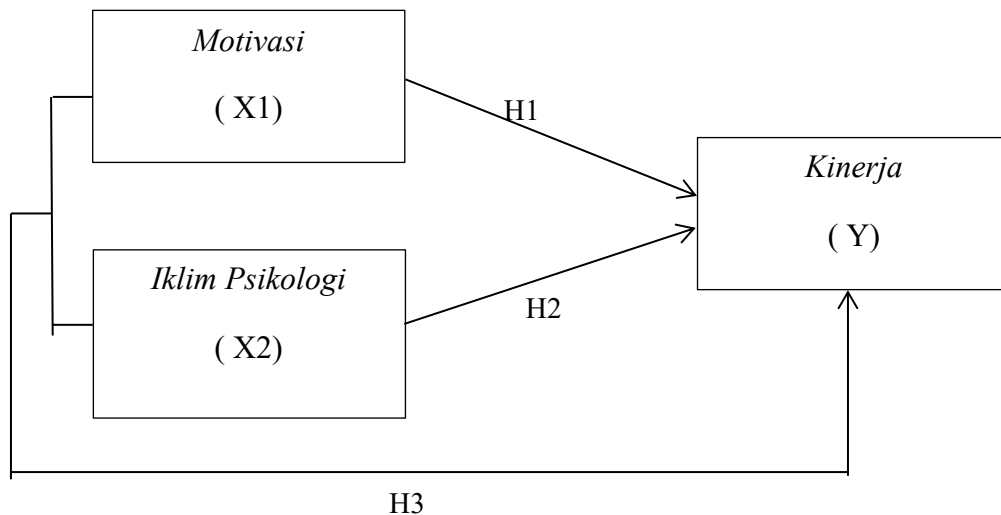 Motivasi
( X1)
H1
Kinerja
( Y)
Iklim Psikologi
( X2)
H2
H3